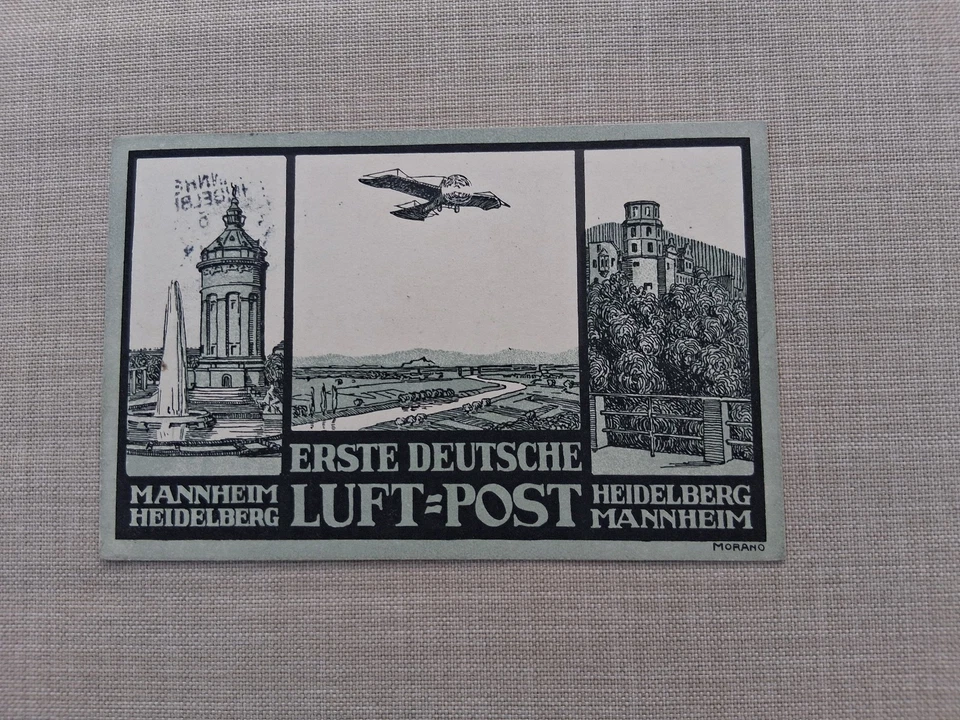 ERSTE DEUTSCHE
LUFT=POST
MANNHEIM
HEIDELBERG
HEIDELBERG
MANNHEIM
MORANO